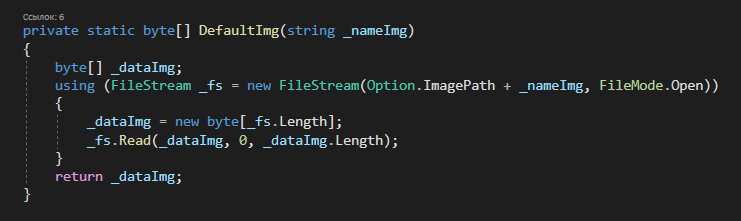 Ссылок: 6
private static byte[] DefaultImg(string _nameImg)
{
byte[] _dataImg;
using (FileStream _fs = new FileStream(Option.ImagePath + _nameImg, FileMode.Open))
{
_dataImg = new byte[_fs.Length];
_fs.Read(_dataImg, 0, _dataImg.Length);
}
return _dataImg;
}